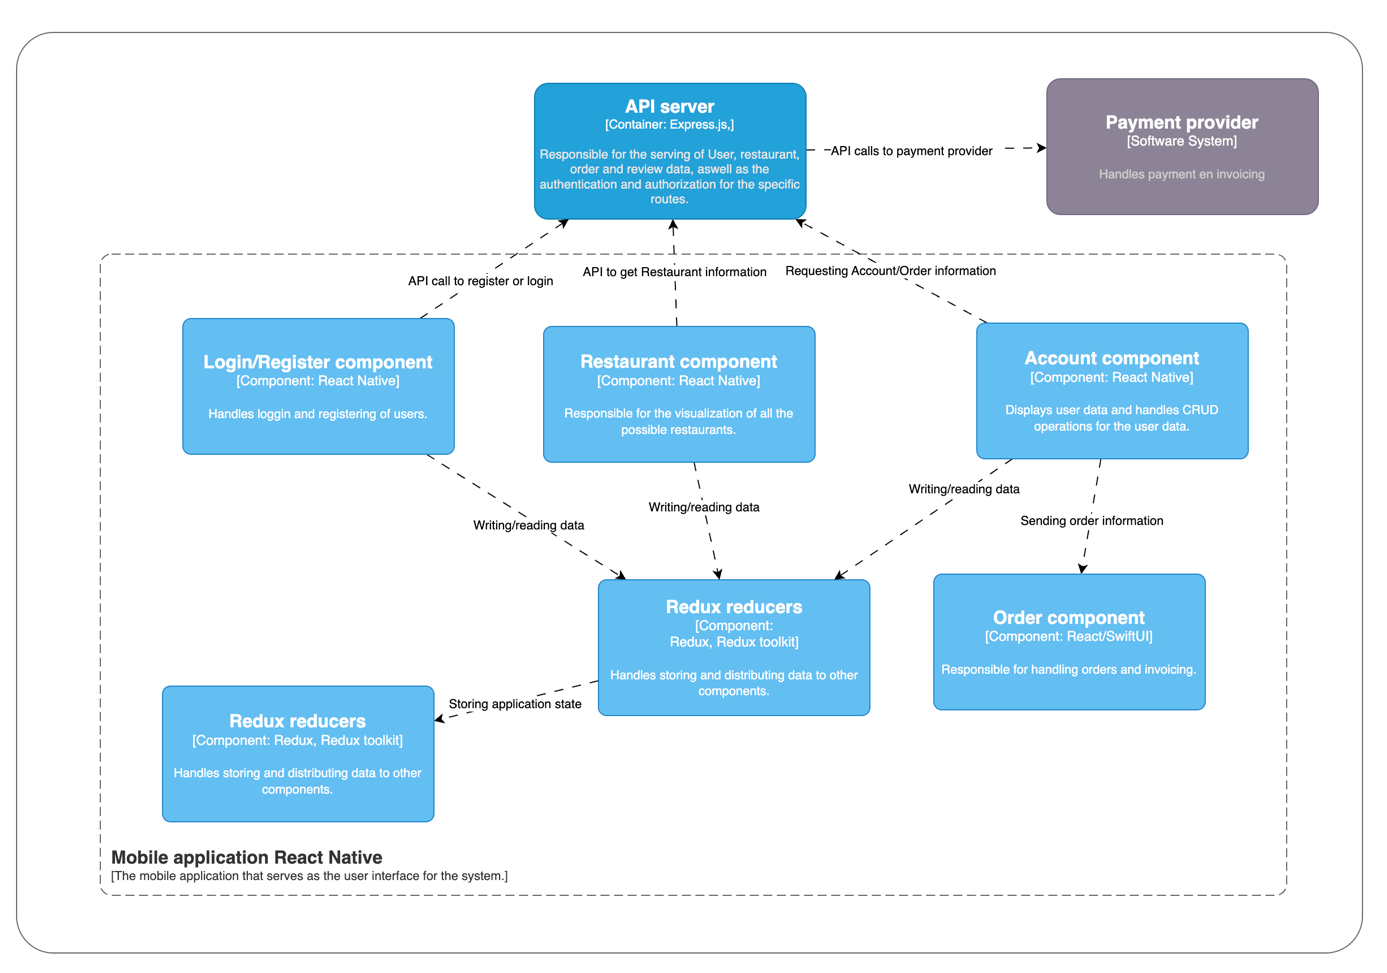 API server
[Container: Express.js,]
Responsible for the serving of User, restaurant,
order and review data, aswell as the
authentication and authorization for the specific
routes.
API calls to payment provider
Payment provider
[Software System]
Handles payment en invoicing
API call to register or login
API to get Restaurant information
Requesting Account/Order information
Login/Register component
[Component: React Native]
Handles loggin and registering of users.
Restaurant component
[Component: React Native]
Responsible for the visualization of all the
possible restaurants.
Account component
[Component: React Native]
Displays user data and handles CRUD
operations for the user data.
Writing/reading data
Writing/reading data
Writing/reading data
Sending order information
Redux reducers
[Component:
Redux, Redux toolkit]
Handles storing and distributing data to other
components.
Order component
[Component: React/SwiftUI]
Responsible for handling orders and invoicing.
Storing application state
Redux reducers
[Component: Redux, Redux toolkit]
Handles storing and distributing data to other
components.
Mobile application React Native
[The mobile application that serves as the user interface for the system.]